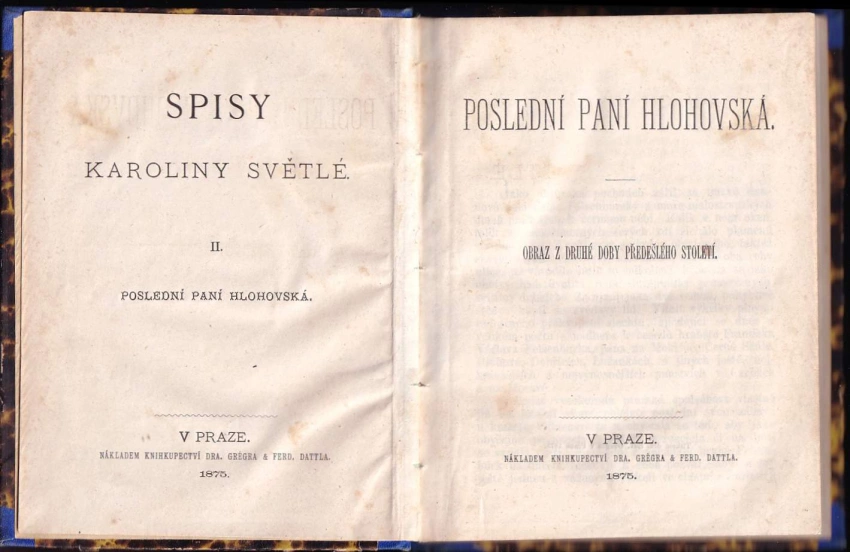 SPISY
KAROLINY SVĚTLÉ.
II.
POSLEDNÍ PANÍ HLOHOVSKÁ.
V PRAZE.
NÁKLADEM KNIHKUPECTVÍ DRA. GRÉGRA & FERD. DATTLA.
1875.
POSLEDNÍ PANÍ HLOHOVSKÁ.
OBRAZ Z DRUHÉ DOBY PŘEDEŠLÉHO STOLETÍ.
V PRAZE.
NÁKLADEM KNIHKUPECTVÍ DRA. GRÉGRA & FERD. DATTLA.
1875.